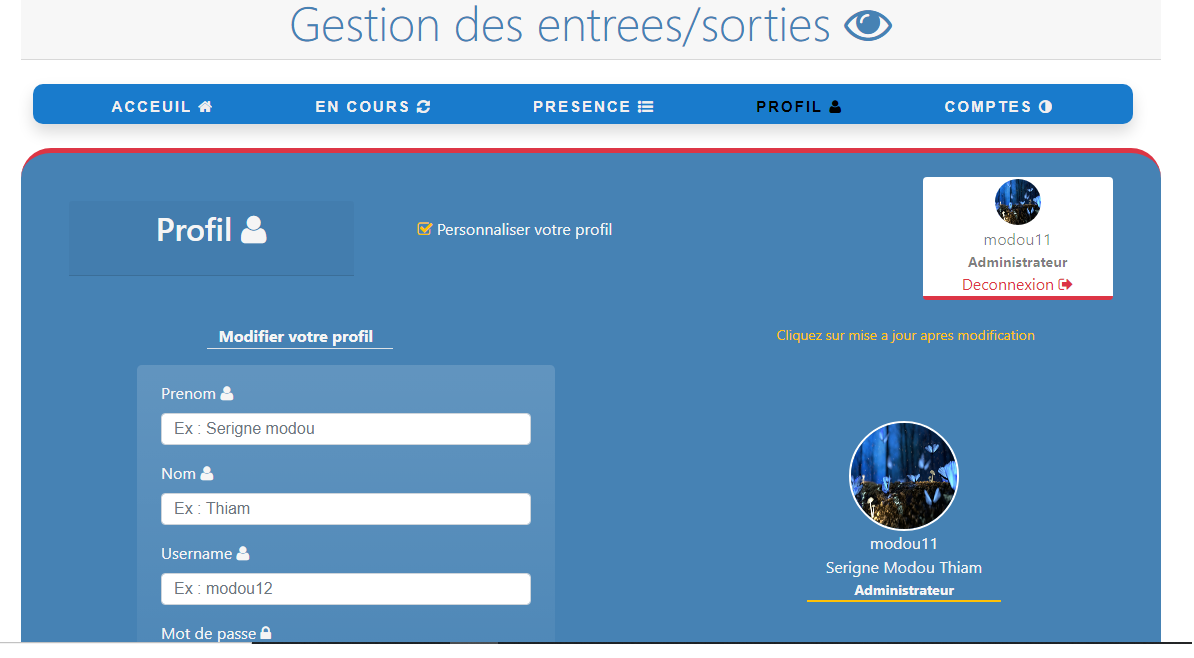 Gestion des entrees/sorties
ACCEUIL
EN COURS
PRESENCE
PROFIL
COMPTES
Profil
Personnaliser votre profil
modou11
Administrateur
Deconnexion
Modifier votre profil
Cliquez sur mise a jour apres modification
Prenom
Ex : Serigne modou
Nom
Ex : Thiam
Username
Ex : modou12
Mot de passe
modou11
Serigne Modou Thiam
Administrateur